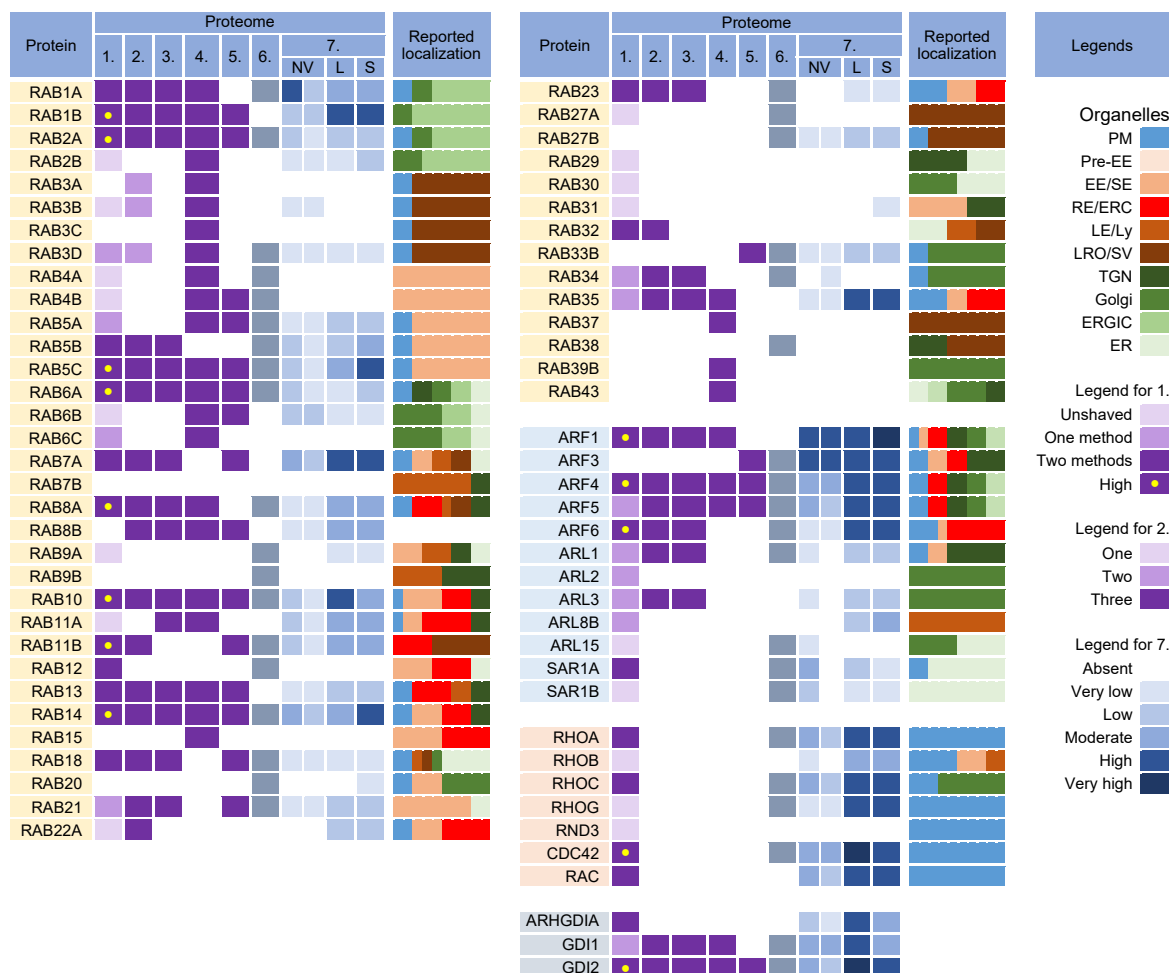 Protein
Proteome
1. 2. 3. 4. 5. 6. 7.
NV L S
Reported
localization
RAB1A
RAB1B
RAB2A
RAB2B
RAB3A
RAB3B
RAB3C
RAB3D
RAB4A
RAB4B
RAB5A
RAB5B
RAB5C
RAB6A
RAB6B
RAB6C
RAB7A
RAB7B
RAB8A
RAB8B
RAB9A
RAB9B
RAB10
RAB11A
RAB11B
RAB12
RAB13
RAB14
RAB15
RAB18
RAB20
RAB21
RAB22A
Protein
Proteome
1. 2. 3. 4. 5. 6. 7.
NV L S
Reported
localization
RAB23
RAB27A
RAB27B
RAB29
RAB30
RAB31
RAB32
RAB33B
RAB34
RAB35
RAB37
RAB38
RAB39B
RAB43
ARF1
ARF3
ARF4
ARF5
ARF6
ARL1
ARL2
ARL3
ARL8B
ARL15
SAR1A
SAR1B
RHOA
RHOB
RHOC
RHOG
RND3
CDC42
RAC
ARHGDIA
GDI1
GDI2
Legends
Organelles
PM
Pre-EE
EE/SE
RE/ERC
LE/Ly
LRO/SV
TGN
Golgi
ERGIC
ER
Legend for 1.
Unshaved
One method
Two methods
High
Legend for 2.
One
Two
Three
Legend for 7.
Absent
Very low
Low
Moderate
High
Very high